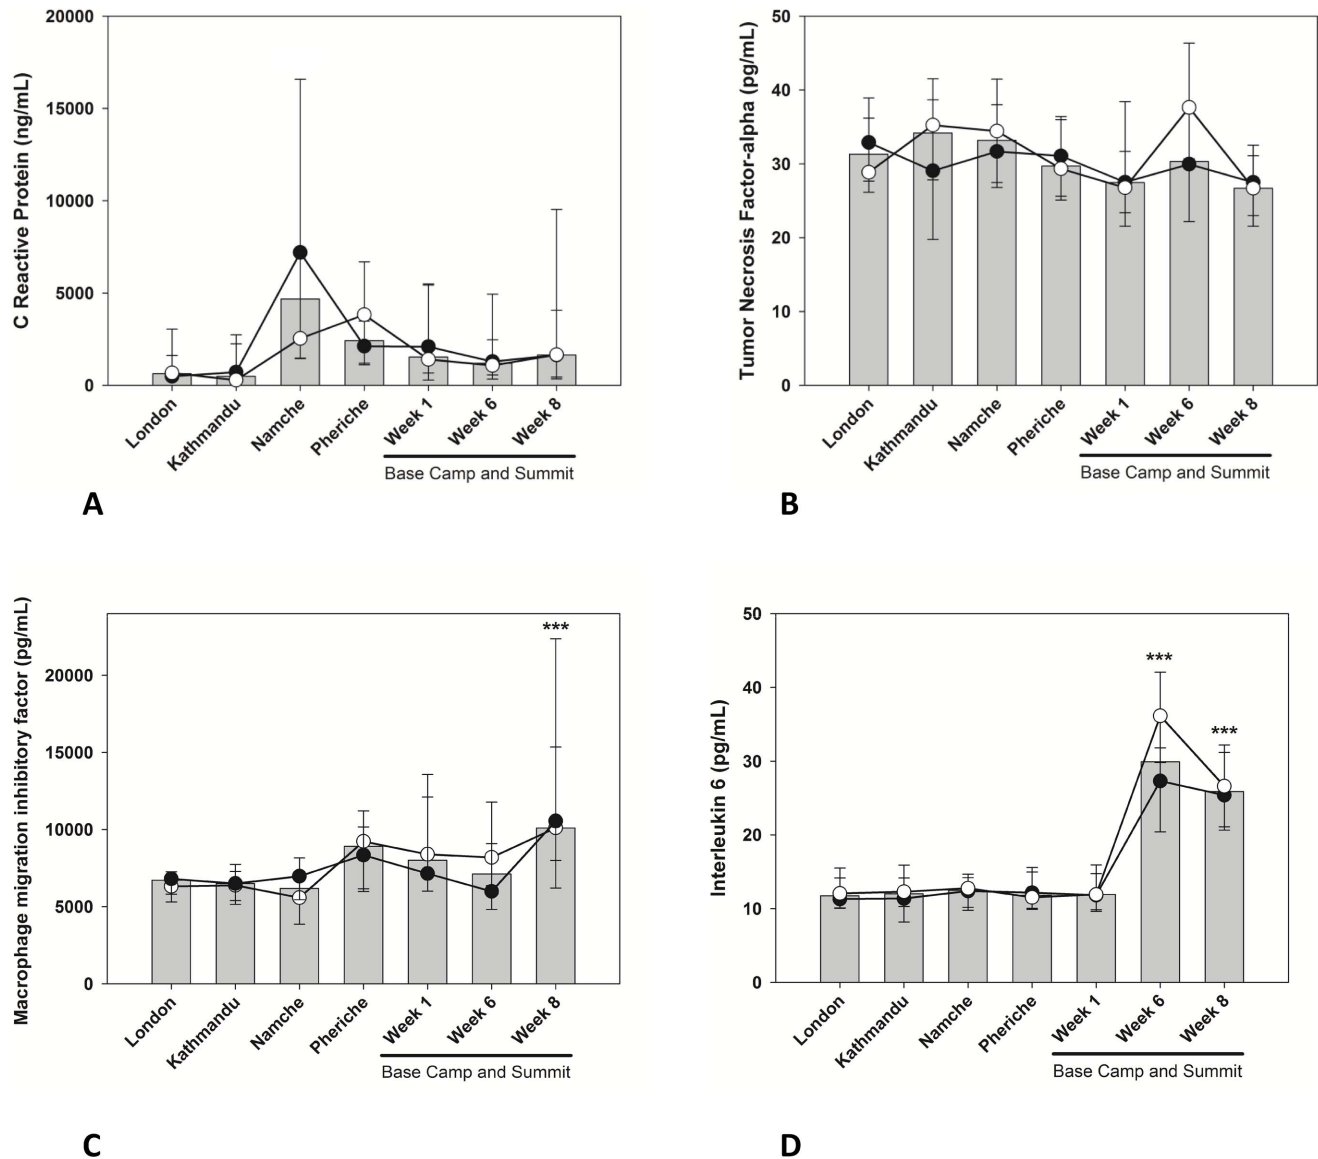 C Reactive Protein (ng/mL)
20000
15000
10000
5000
0
London
Kathmandu
Namche
Pheriche
Week 1
Week 6
Week 8
Base Camp and Summit
A
Tumor Necrosis Factor-alpha (pg/mL)
50
40
30
20
10
0
London
Kathmandu
Namche
Pheriche
Week 1
Week 6
Week 8
Base Camp and Summit
B
Macrophage migration inhibitory factor (pg/mL)
20000
15000
10000
5000
0
***
London
Kathmandu
Namche
Pheriche
Week 1
Week 6
Week 8
Base Camp and Summit
C
Interleukin 6 (pg/mL)
50
40
30
20
10
0
***
***
London
Kathmandu
Namche
Pheriche
Week 1
Week 6
Week 8
Base Camp and Summit
D